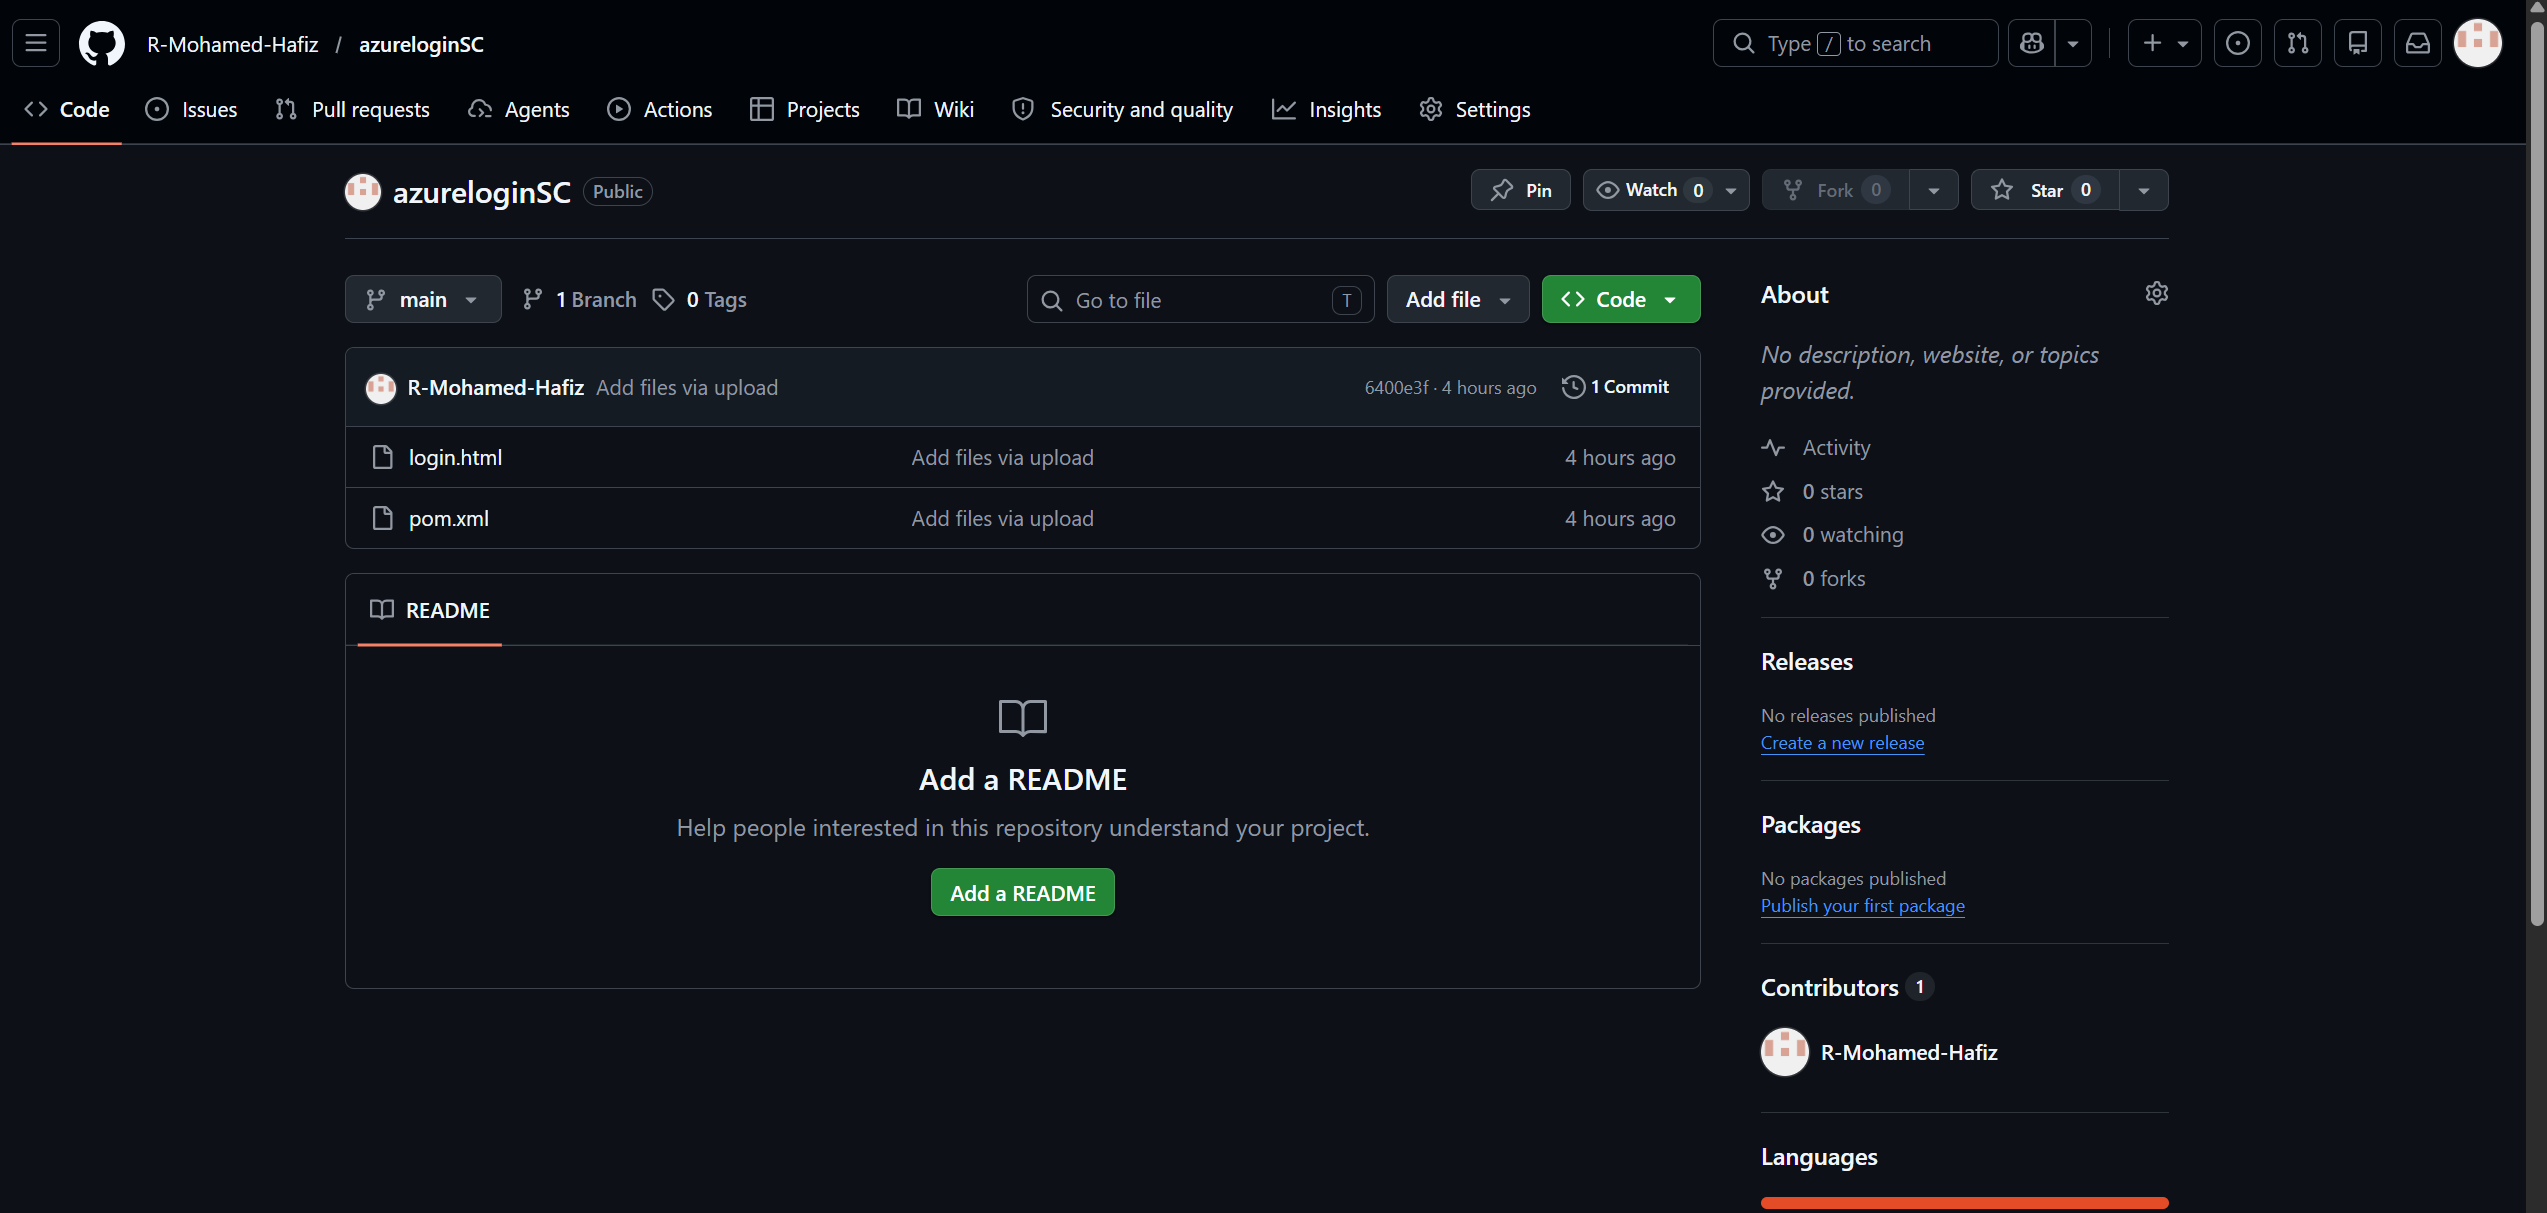 R-Mohamed-Hafiz / azureloginSC
Type / to search
Code Issues Pull requests Agents Actions Projects Wiki Security and quality Insights Settings
azureloginSC Public
Pin Watch 0 Fork 0 Star 0
main 1 Branch 0 Tags
Go to file T Add file Code
R-Mohamed-Hafiz Add files via upload 6400e3f · 4 hours ago 1 Commit
login.html Add files via upload 4 hours ago
pom.xml Add files via upload 4 hours ago
README
Add a README
Help people interested in this repository understand your project.
Add a README
About
No description, website, or topics
provided.
Activity
0 stars
0 watching
0 forks
Releases
No releases published
Create a new release
Packages
No packages published
Publish your first package
Contributors 1
R-Mohamed-Hafiz
Languages